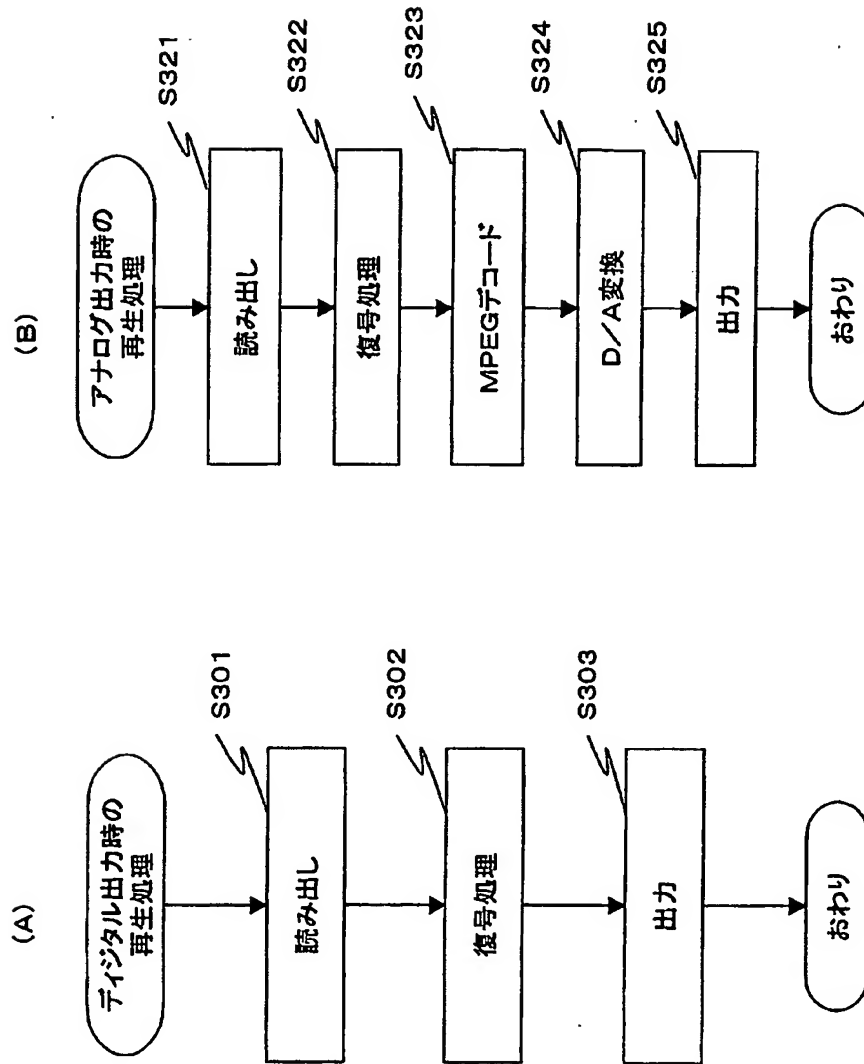 (A)
ディジタル出力時の
再生処理
S301
読み出し
S302
復号処理
S303
出力
おわり
(B)
アナログ出力時の
再生処理
S321
読み出し
S322
復号処理
S323
MPEGデコード
S324
D/A変換
S325
出力
おわり